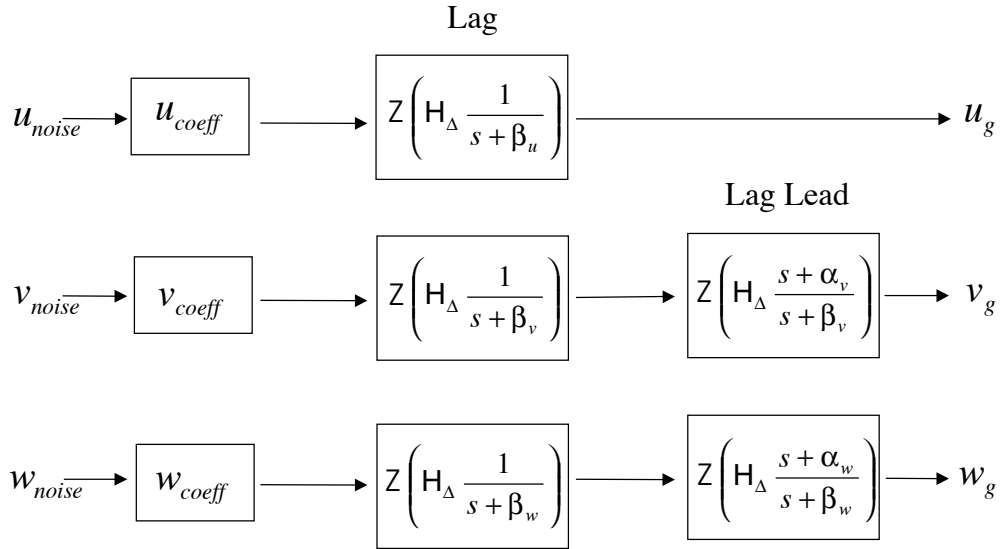 Lag
u_noise u_coeff Z ( H_Δ 1 / (s + β_u) ) u_g
Lag Lead
v_noise v_coeff Z ( H_Δ 1 / (s + β_v) ) Z ( H_Δ (s + α_v) / (s + β_v) ) v_g
w_noise w_coeff Z ( H_Δ 1 / (s + β_w) ) Z ( H_Δ (s + α_w) / (s + β_w) ) w_g